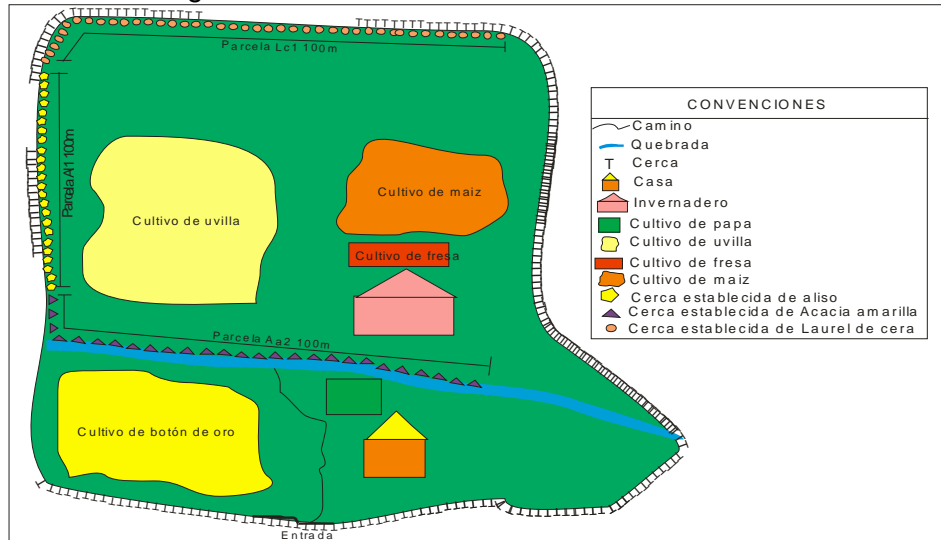 Parcela Lc1 100m
Parcela Al1 100m
Cultivo de uvilla
Cultivo de maiz
Cultivo de fresa
Parcela Aa2 100m
Cultivo de botón de oro
Entrada
CONVENCIONES
Camino
Quebrada
Cerca
Casa
Invernadero
Cultivo de papa
Cultivo de uvilla
Cultivo de fresa
Cultivo de maiz
Cerca establecida de aliso
Cerca establecida de Acacia amarilla
Cerca establecida de Laurel de cera